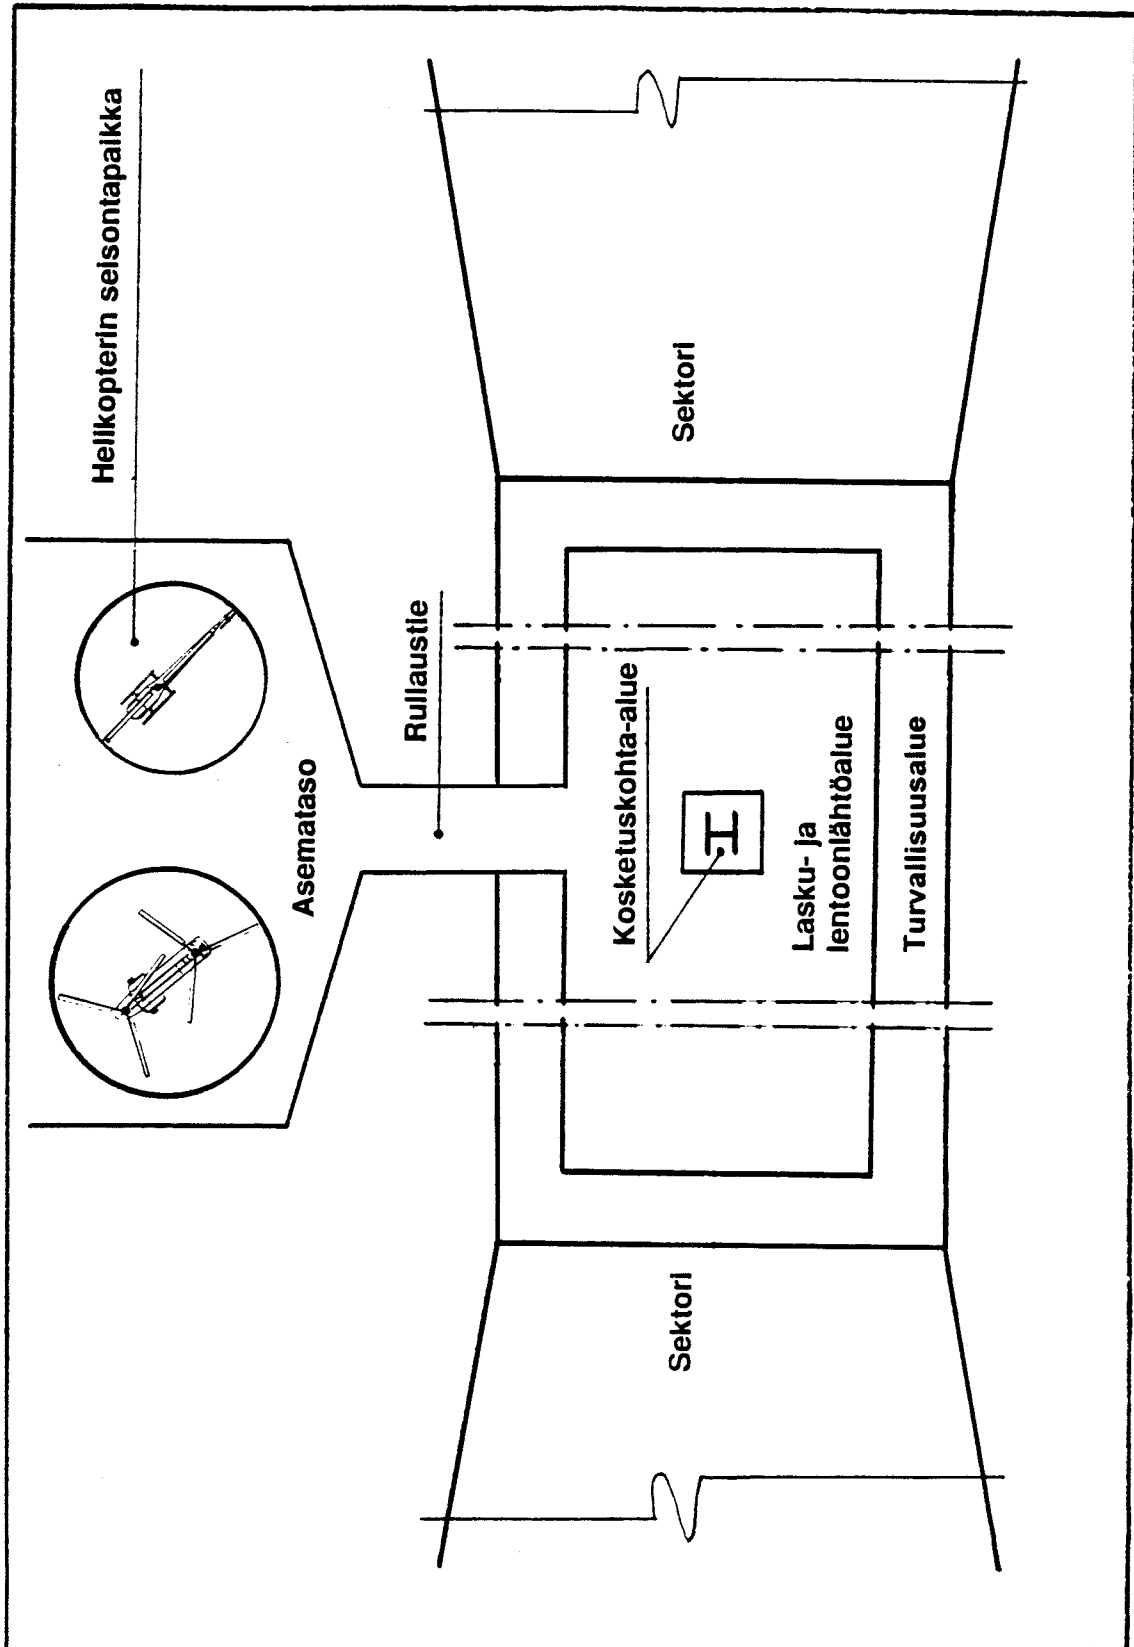 Helikopterin seisontapaikka
Asemataso
Rullaustie
Sektori
Kosketuskohta-alue
H
Lasku- ja
lentoonlähtöalue
Turvallisuusalue
Sektori